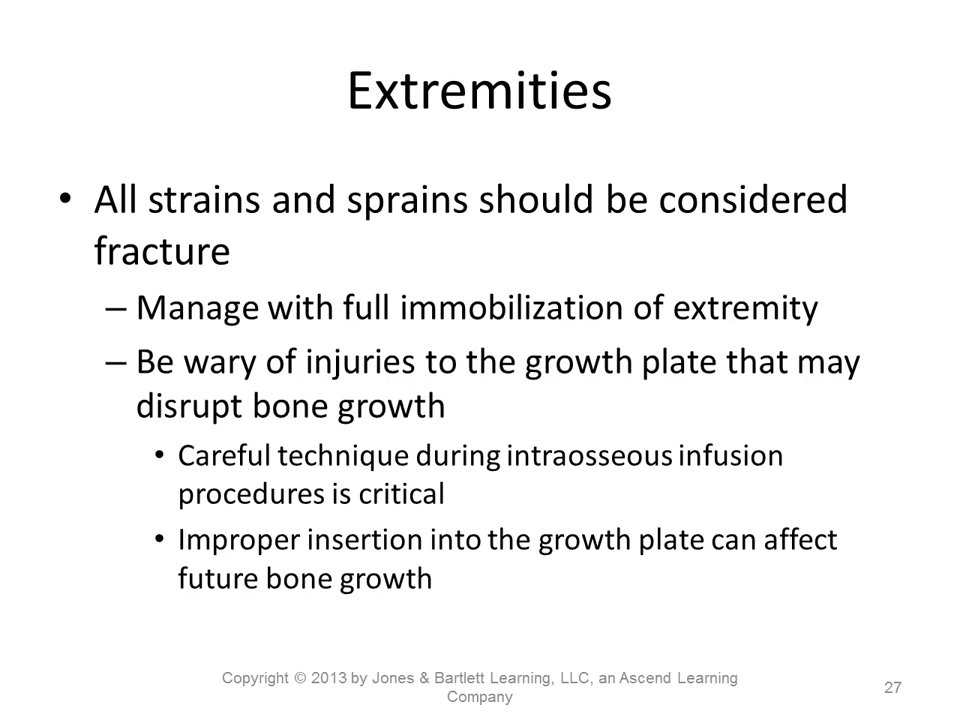 Extremities
• All strains and sprains should be considered
fracture
– Manage with full immobilization of extremity
– Be wary of injuries to the growth plate that may
disrupt bone growth
• Careful technique during intraosseous infusion
procedures is critical
• Improper insertion into the growth plate can affect
future bone growth
Copyright © 2013 by Jones & Bartlett Learning, LLC, an Ascend Learning
Company
27